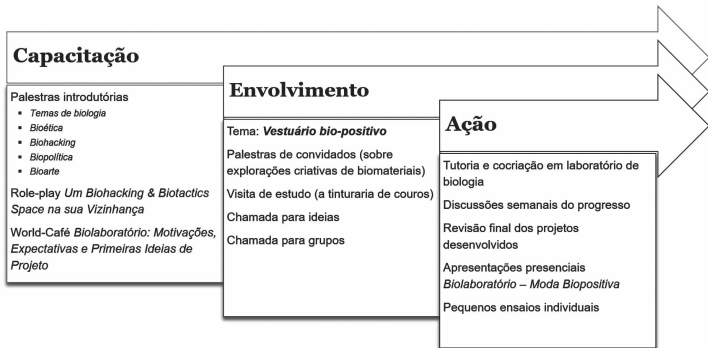 Capacitação
Palestras introdutórias
▪ Temas de biologia
▪ Bioética
▪ Biohacking
▪ Biopolítica
▪ Bioarte
Role-play Um Biohacking & Biotactics
Space na sua Vizinhança
World-Café Biolaboratório: Motivações,
Expectativas e Primeiras Ideias de
Projeto
Envolvimento
Tema: Vestuário bio-positivo
Palestras de convidados (sobre
explorações criativas de biomateriais)
Visita de estudo (a tinturaria de couros)
Chamada para ideias
Chamada para grupos
Ação
Tutoria e cocriação em laboratório de
biologia
Discussões semanais do progresso
Revisão final dos projetos
desenvolvidos
Apresentações presenciais
Biolaboratório – Moda Biopositiva
Pequenos ensaios individuais